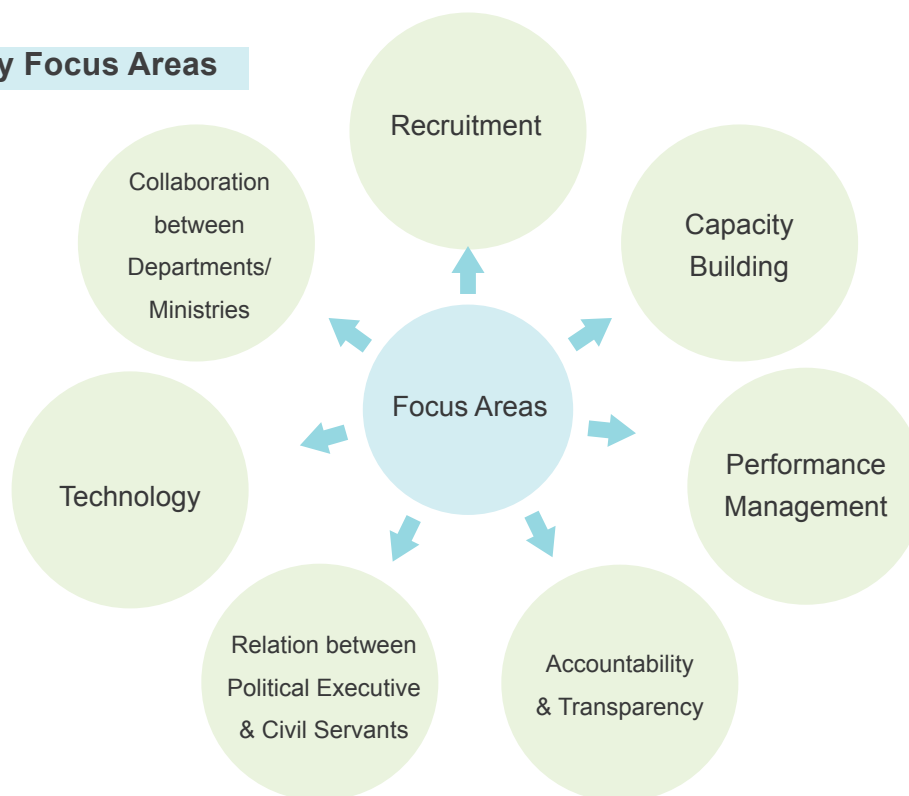 y Focus Areas
Recruitment
Collaboration
between
Departments/
Ministries
Capacity
Building
Focus Areas
Performance
Management
Technology
Relation between
Political Executive
& Civil Servants
Accountability
& Transparency